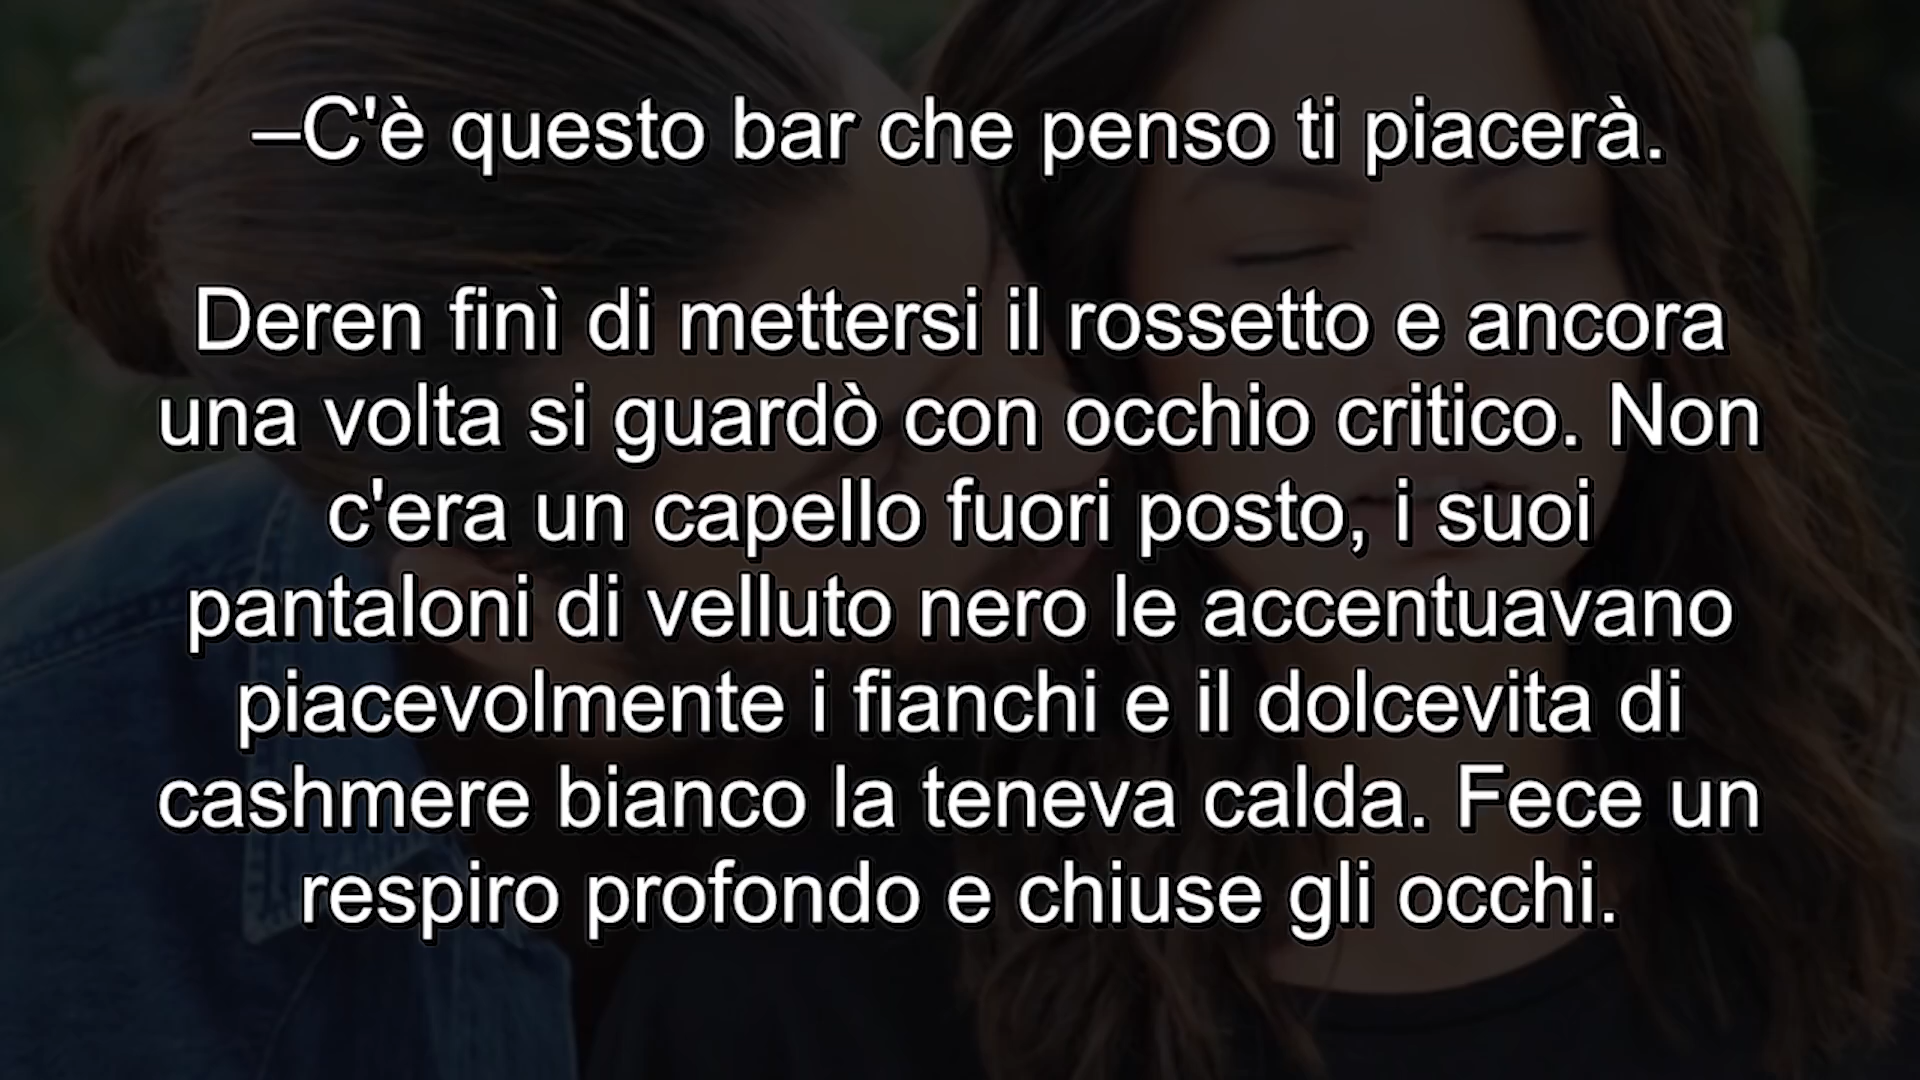 –C'è questo bar che penso ti piacerà.
Deren finì di mettersi il rossetto e ancora
una volta si guardò con occhio critico. Non
c'era un capello fuori posto, i suoi
pantaloni di velluto nero le accentuavano
piacevolmente i fianchi e il dolcevita di
cashmere bianco la teneva calda. Fece un
respiro profondo e chiuse gli occhi.